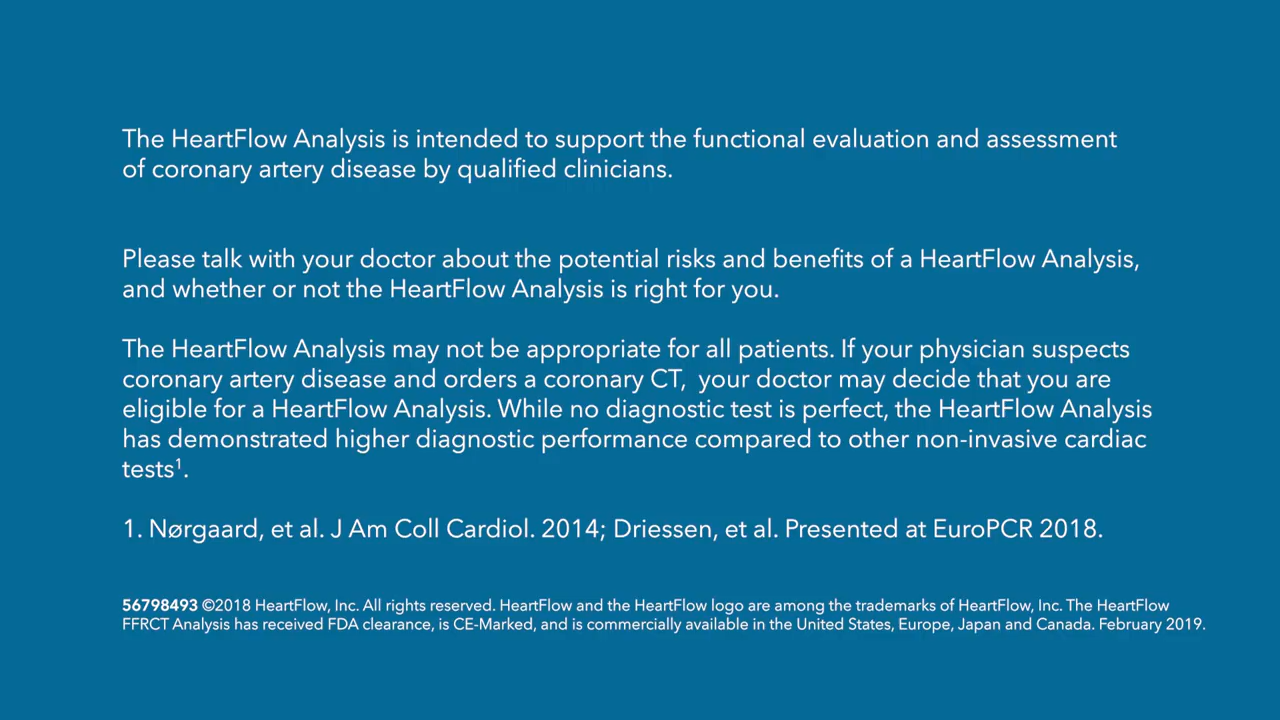 The HeartFlow Analysis is intended to support the functional evaluation and assessment
of coronary artery disease by qualified clinicians.
Please talk with your doctor about the potential risks and benefits of a HeartFlow Analysis,
and whether or not the HeartFlow Analysis is right for you.
The HeartFlow Analysis may not be appropriate for all patients. If your physician suspects
coronary artery disease and orders a coronary CT,  your doctor may decide that you are
eligible for a HeartFlow Analysis. While no diagnostic test is perfect, the HeartFlow Analysis
has demonstrated higher diagnostic performance compared to other non-invasive cardiac
tests¹.
1. Nørgaard, et al. J Am Coll Cardiol. 2014; Driessen, et al. Presented at EuroPCR 2018.
56798493 ©2018 HeartFlow, Inc. All rights reserved. HeartFlow and the HeartFlow logo are among the trademarks of HeartFlow, Inc. The HeartFlow
FFRCT Analysis has received FDA clearance, is CE-Marked, and is commercially available in the United States, Europe, Japan and Canada. February 2019.